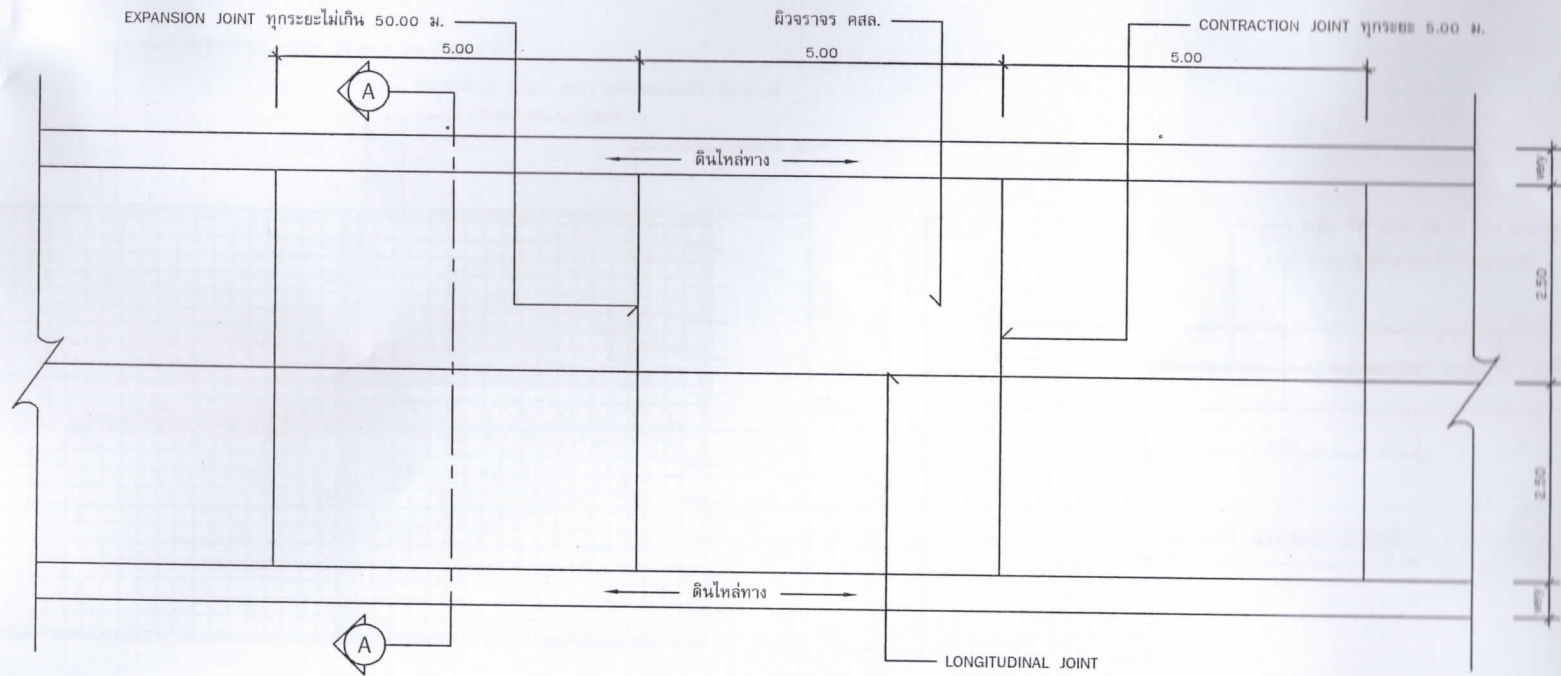 EXPANSION JOINT ทุกระยะไม่เกิน 50.00 ม.
ผิวจราจร คสล.
CONTRACTION JOINT ทุกระยะ 5.00 ม.
5.00
5.00
5.00
A
ดินไหล่ทาง
very
2.50
2.50
very
ดินไหล่ทาง
A
LONGITUDINAL JOINT